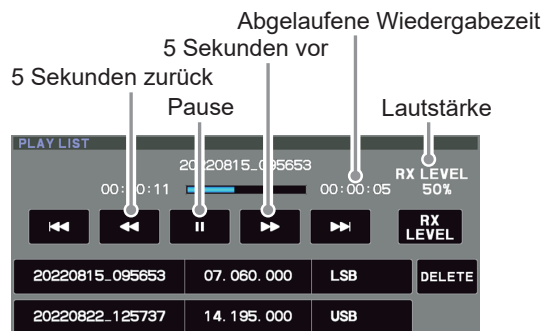 Abgelaufene Wiedergabezeit
5 Sekunden vor
5 Sekunden zurück
Pause
Lautstärke
PLAY LIST
20220815_095653
RX LEVEL
00:00:11
00:00:05
50%
RX
LEVEL
20220815_095653 07.060.000 LSB DELETE
20220822_125737 14.195.000 USB